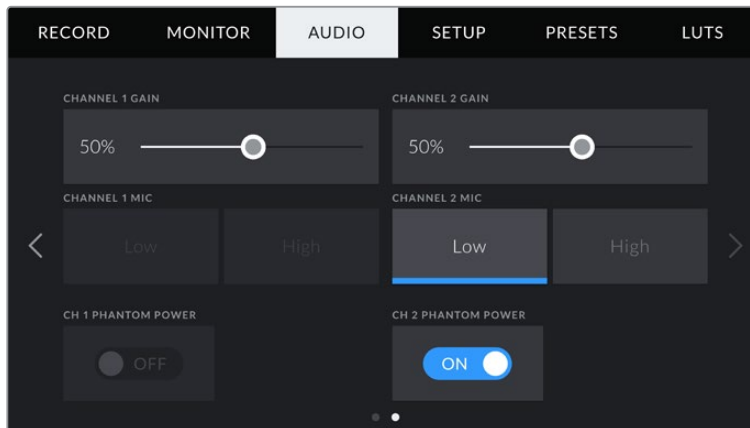 RECORD MONITOR AUDIO SETUP PRESETS LUTS
CHANNEL 1 GAIN CHANNEL 2 GAIN
50% 50%
CHANNEL 1 MIC CHANNEL 2 MIC
Low High Low High
CH 1 PHANTOM POWER CH 2 PHANTOM POWER
OFF ON